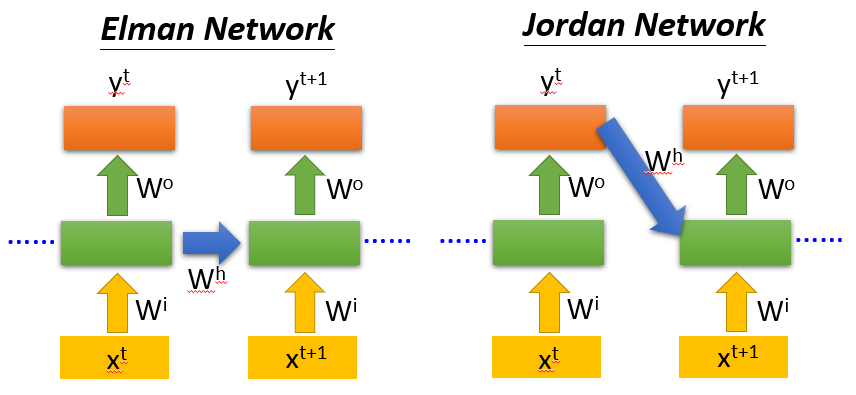 Elman Network
y^t
y^t+1
W^o
W^o
W^h
W^i
W^i
x^t
x^t+1
Jordan Network
y^t
y^t+1
W^h
W^o
W^o
W^i
W^i
x^t
x^t+1